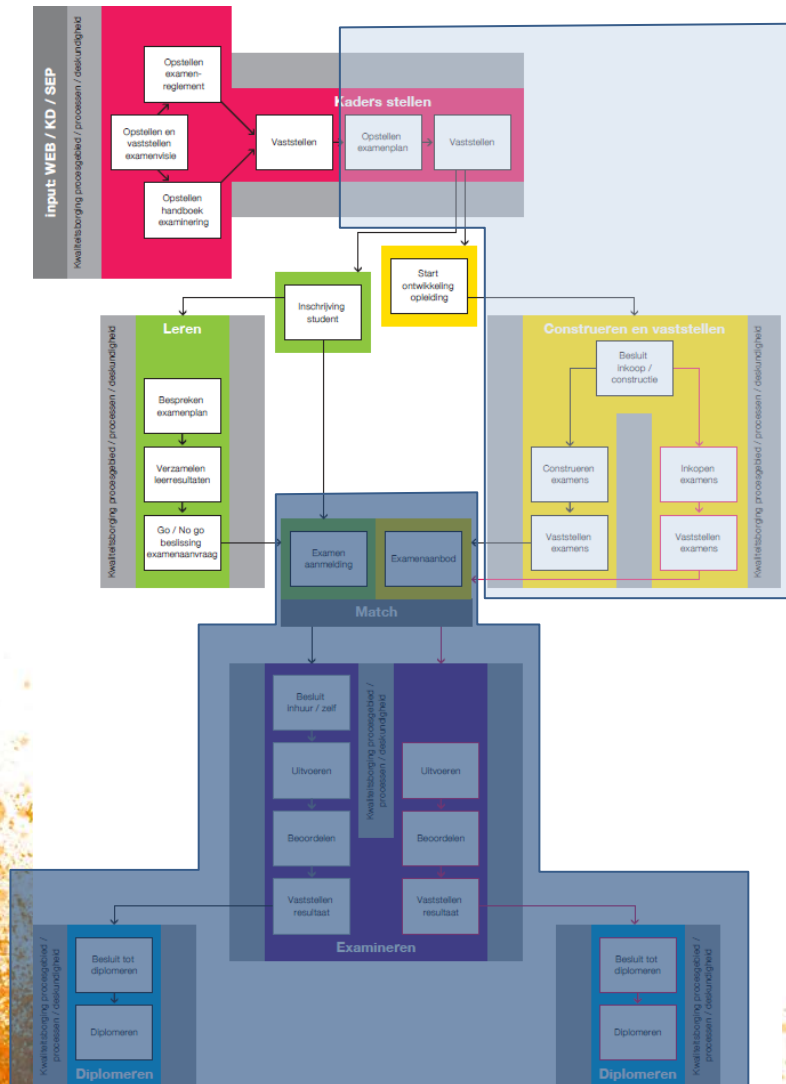 input: WEB / KD / SEP
Kwaliteitsborging procesgebied / processen / deskundigheid
Opstellen
examen-
reglement
Opstellen en
vaststellen
examenvisie
Opstellen
handboek
examinering
Kaders stellen
Vaststellen
Opstellen
examenplan
Vaststellen
Inschrijving
student
Start
ontwikkeling
opleiding
Kwaliteitsborging procesgebied / processen / deskundigheid
Leren
Bespreken
examenplan
Verzamelen
leerresultaten
Go / No go
beslissing
examenaanvraag
Construeren en vaststellen
Besluit
inkoop /
constructie
Construeren
examens
Vaststellen
examens
Inkopen
examens
Vaststellen
examens
Kwaliteitsborging procesgebied / processen / deskundigheid
Examen
aanmelding
Examenaanbod
Match
Besluit
inhuur / zelf
Uitvoeren
Beoordelen
Vaststellen
resultaat
Kwaliteitsborging procesgebied /
processen / deskundigheid
Uitvoeren
Beoordelen
Vaststellen
resultaat
Examineren
Kwaliteitsborging procesgebied /
processen / deskundigheid
Besluit tot
diplomeren
Diplomeren
Diplomeren
Besluit tot
diplomeren
Diplomeren
Diplomeren
Kwaliteitsborging procesgebied /
processen / deskundigheid